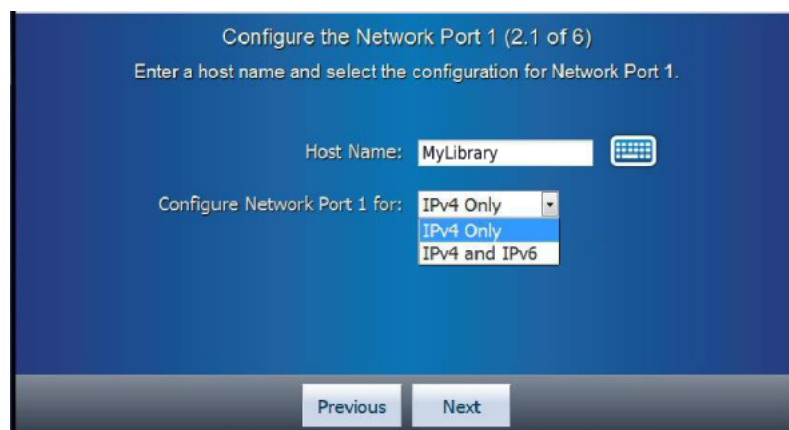 Configure the Network Port 1 (2.1 of 6)
Enter a host name and select the configuration for Network Port 1.
Host Name: MyLibrary
Configure Network Port 1 for: IPv4 Only
IPv4 Only
IPv4 and IPv6
Previous Next